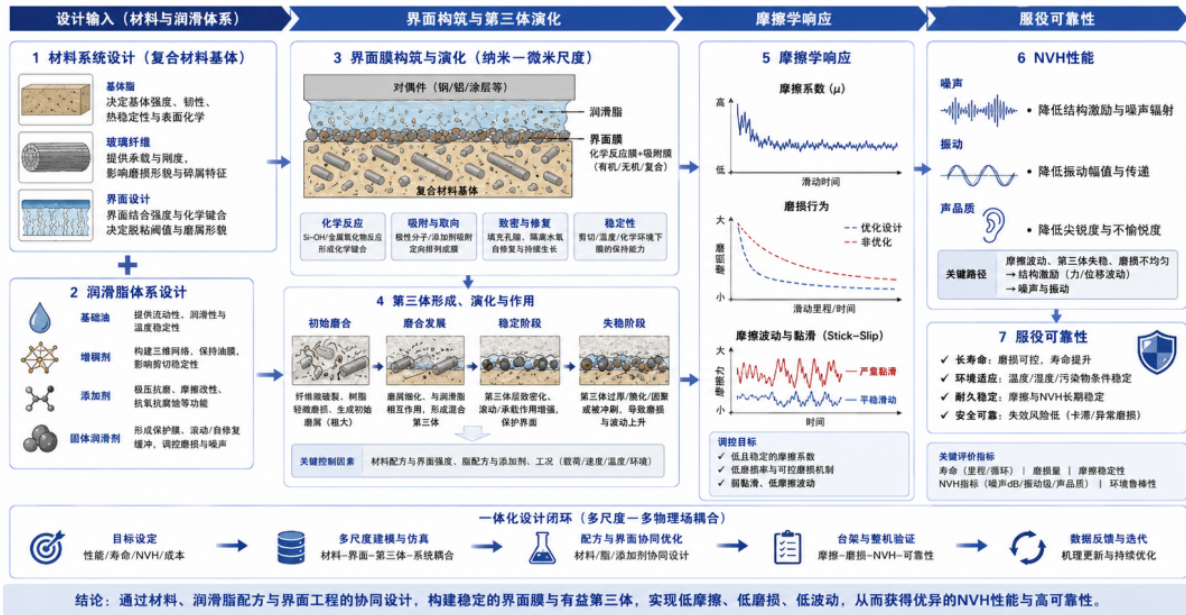 设计输入（材料与润滑体系）
界面构筑与第三体演化
摩擦学响应
服役可靠性
1 材料系统设计（复合材料基体）
基体脂
决定基体强度、韧性、
热稳定性与表面化学
玻璃纤维
提供承载与刚度，
影响磨损形貌与碎屑特征
界面设计
界面结合强度与化学键合
决定脱粘阈值与磨屑形貌
2 润滑脂体系设计
基础油
提供流动性、润滑性与
温度稳定性
增稠剂
构建三维网络，保持油膜，
影响剪切稳定性
添加剂
极压抗磨、摩擦改性、
抗氧抗腐蚀等功能
固体润滑剂
形成保护膜、滚动/自修复
缓冲，调控磨损与噪声
3 界面膜构筑与演化（纳米－微米尺度）
对偶件（钢/铝/涂层等）
润滑脂
界面膜
化学反应膜+吸附膜
（有机/无机/复合）
复合材料基体
化学反应
Si-OH/金属氧化物反应
形成化学键合
吸附与取向
极性分子/添加剂吸附
定向排列成膜
致密与修复
填充孔隙、隔离水氧
自修复与持续生长
稳定性
剪切/温度/化学环境下
膜的保持能力
4 第三体形成、演化与作用
初始磨合
纤维微破裂、树脂
轻微磨损，生成初始
磨屑（粗大）
磨合发展
磨屑细化、与润滑脂
相互作用，形成混合
第三体
稳定阶段
第三体层致密化、
滚动/承载作用增强、
保护界面
失稳阶段
第三体过厚/脆化/团聚
或被冲刷，导致磨损
与波动上升
关键控制因素
材料配方与界面强度、脂配方与添加剂、工况（载荷/速度/温度/环境）
5 摩擦学响应
摩擦系数（μ）
高
低
滑动时间
磨损行为
大
磨损磨
小
优化设计
非优化
滑动里程/时间
摩擦波动与黏滑（Stick-Slip）
大
摩擦力
小
严重黏滑
平稳滑动
时间
调控目标
✓ 低且稳定的摩擦系数
✓ 低磨损率与可控磨损机制
✓ 弱黏滑、低摩擦波动
6 NVH性能
噪声
• 降低结构激励与噪声辐射
振动
• 降低振动幅值与传递
声品质
• 降低尖锐度与不愉悦度
关键路径
摩擦波动、第三体失稳、磨损不均匀
→ 结构激励（力/位移波动）
→ 噪声与振动
7 服役可靠性
✓ 长寿命：磨损可控，寿命提升
✓ 环境适应：温度/湿度/污染物条件稳定
✓ 耐久稳定：摩擦与NVH长期稳定
✓ 安全可靠：失效风险低（卡滞/异常磨损）
关键评价指标
寿命（里程/循环） | 磨损量 | 摩擦稳定性
NVH指标（噪声dB/振动级/声品质） | 环境鲁棒性
一体化设计闭环（多尺度－多物理场耦合）
目标设定
性能/寿命/NVH/成本
多尺度建模与仿真
材料-界面-第三体-系统耦合
配方与界面协同优化
材料/脂/添加剂协同设计
台架与整机验证
摩擦-磨损-NVH-可靠性
数据反馈与迭代
机理更新与持续优化
结论：通过材料、润滑脂配方与界面工程的协同设计，构建稳定的界面膜与有益第三体，实现低摩擦、低磨损、低波动，从而获得优异的NVH性能与高可靠性。